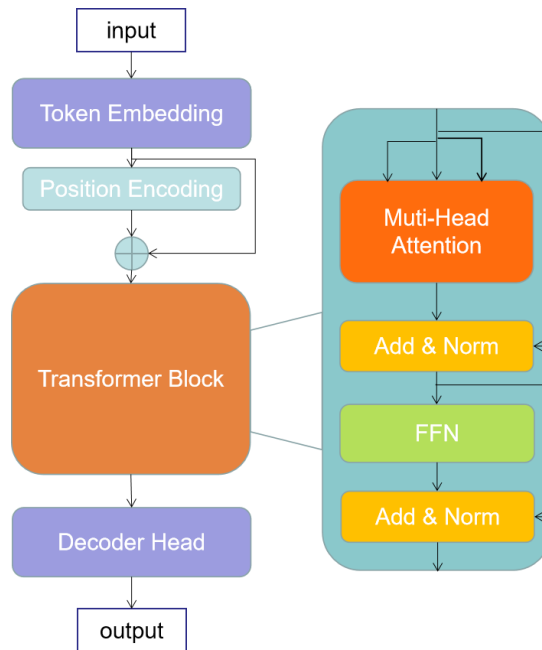 input
Token Embedding
Position Encoding
Transformer Block
Decoder Head
output
Muti-Head
Attention
Add & Norm
FFN
Add & Norm